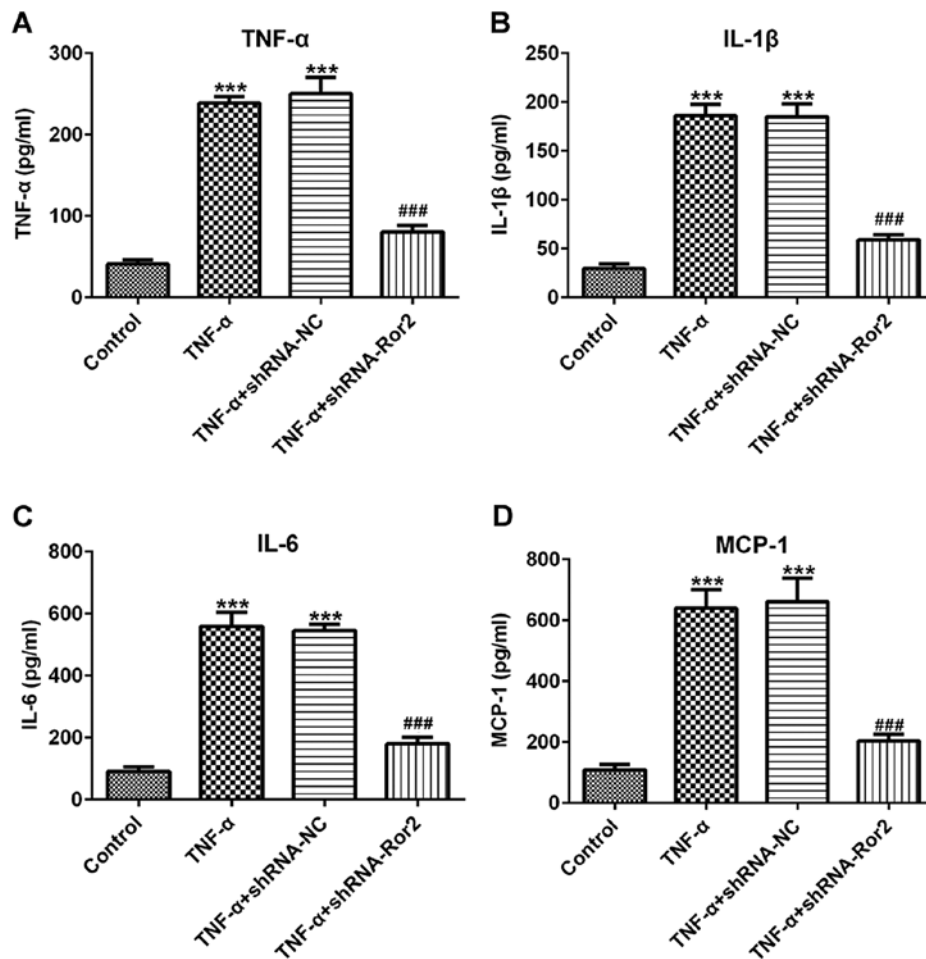 A
TNF-α
TNF-α (pg/ml)
300
200
100
0
***
***
###
Control
TNF-α
TNF-α+shRNA-NC
TNF-α+shRNA-Ror2
B
IL-1β
IL-1β (pg/ml)
250
200
150
100
50
0
***
***
###
Control
TNF-α
TNF-α+shRNA-NC
TNF-α+shRNA-Ror2
C
IL-6
IL-6 (pg/ml)
800
600
400
200
0
***
***
###
Control
TNF-α
TNF-α+shRNA-NC
TNF-α+shRNA-Ror2
D
MCP-1
MCP-1 (pg/ml)
800
600
400
200
0
***
***
###
Control
TNF-α
TNF-α+shRNA-NC
TNF-α+shRNA-Ror2